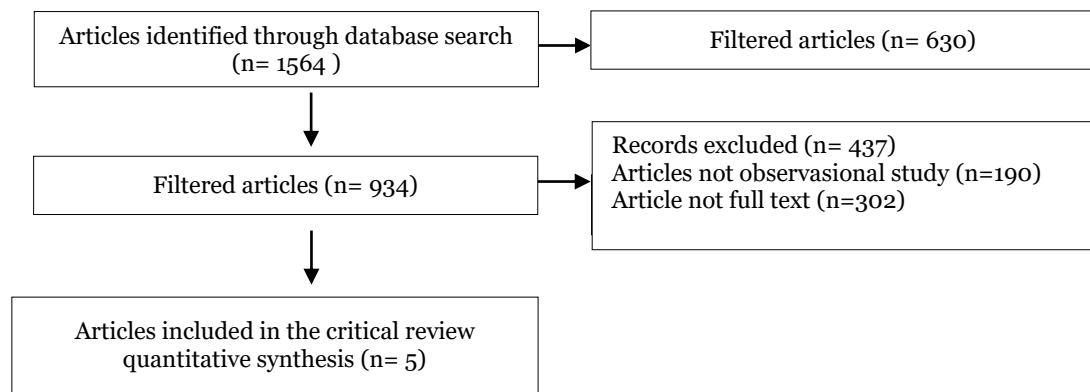 Articles identified through database search
(n= 1564 )
Filtered articles (n= 630)
Filtered articles (n= 934)
Records excluded (n= 437)
Articles not observasional study (n=190)
Article not full text (n=302)
Articles included in the critical review
quantitative synthesis (n= 5)